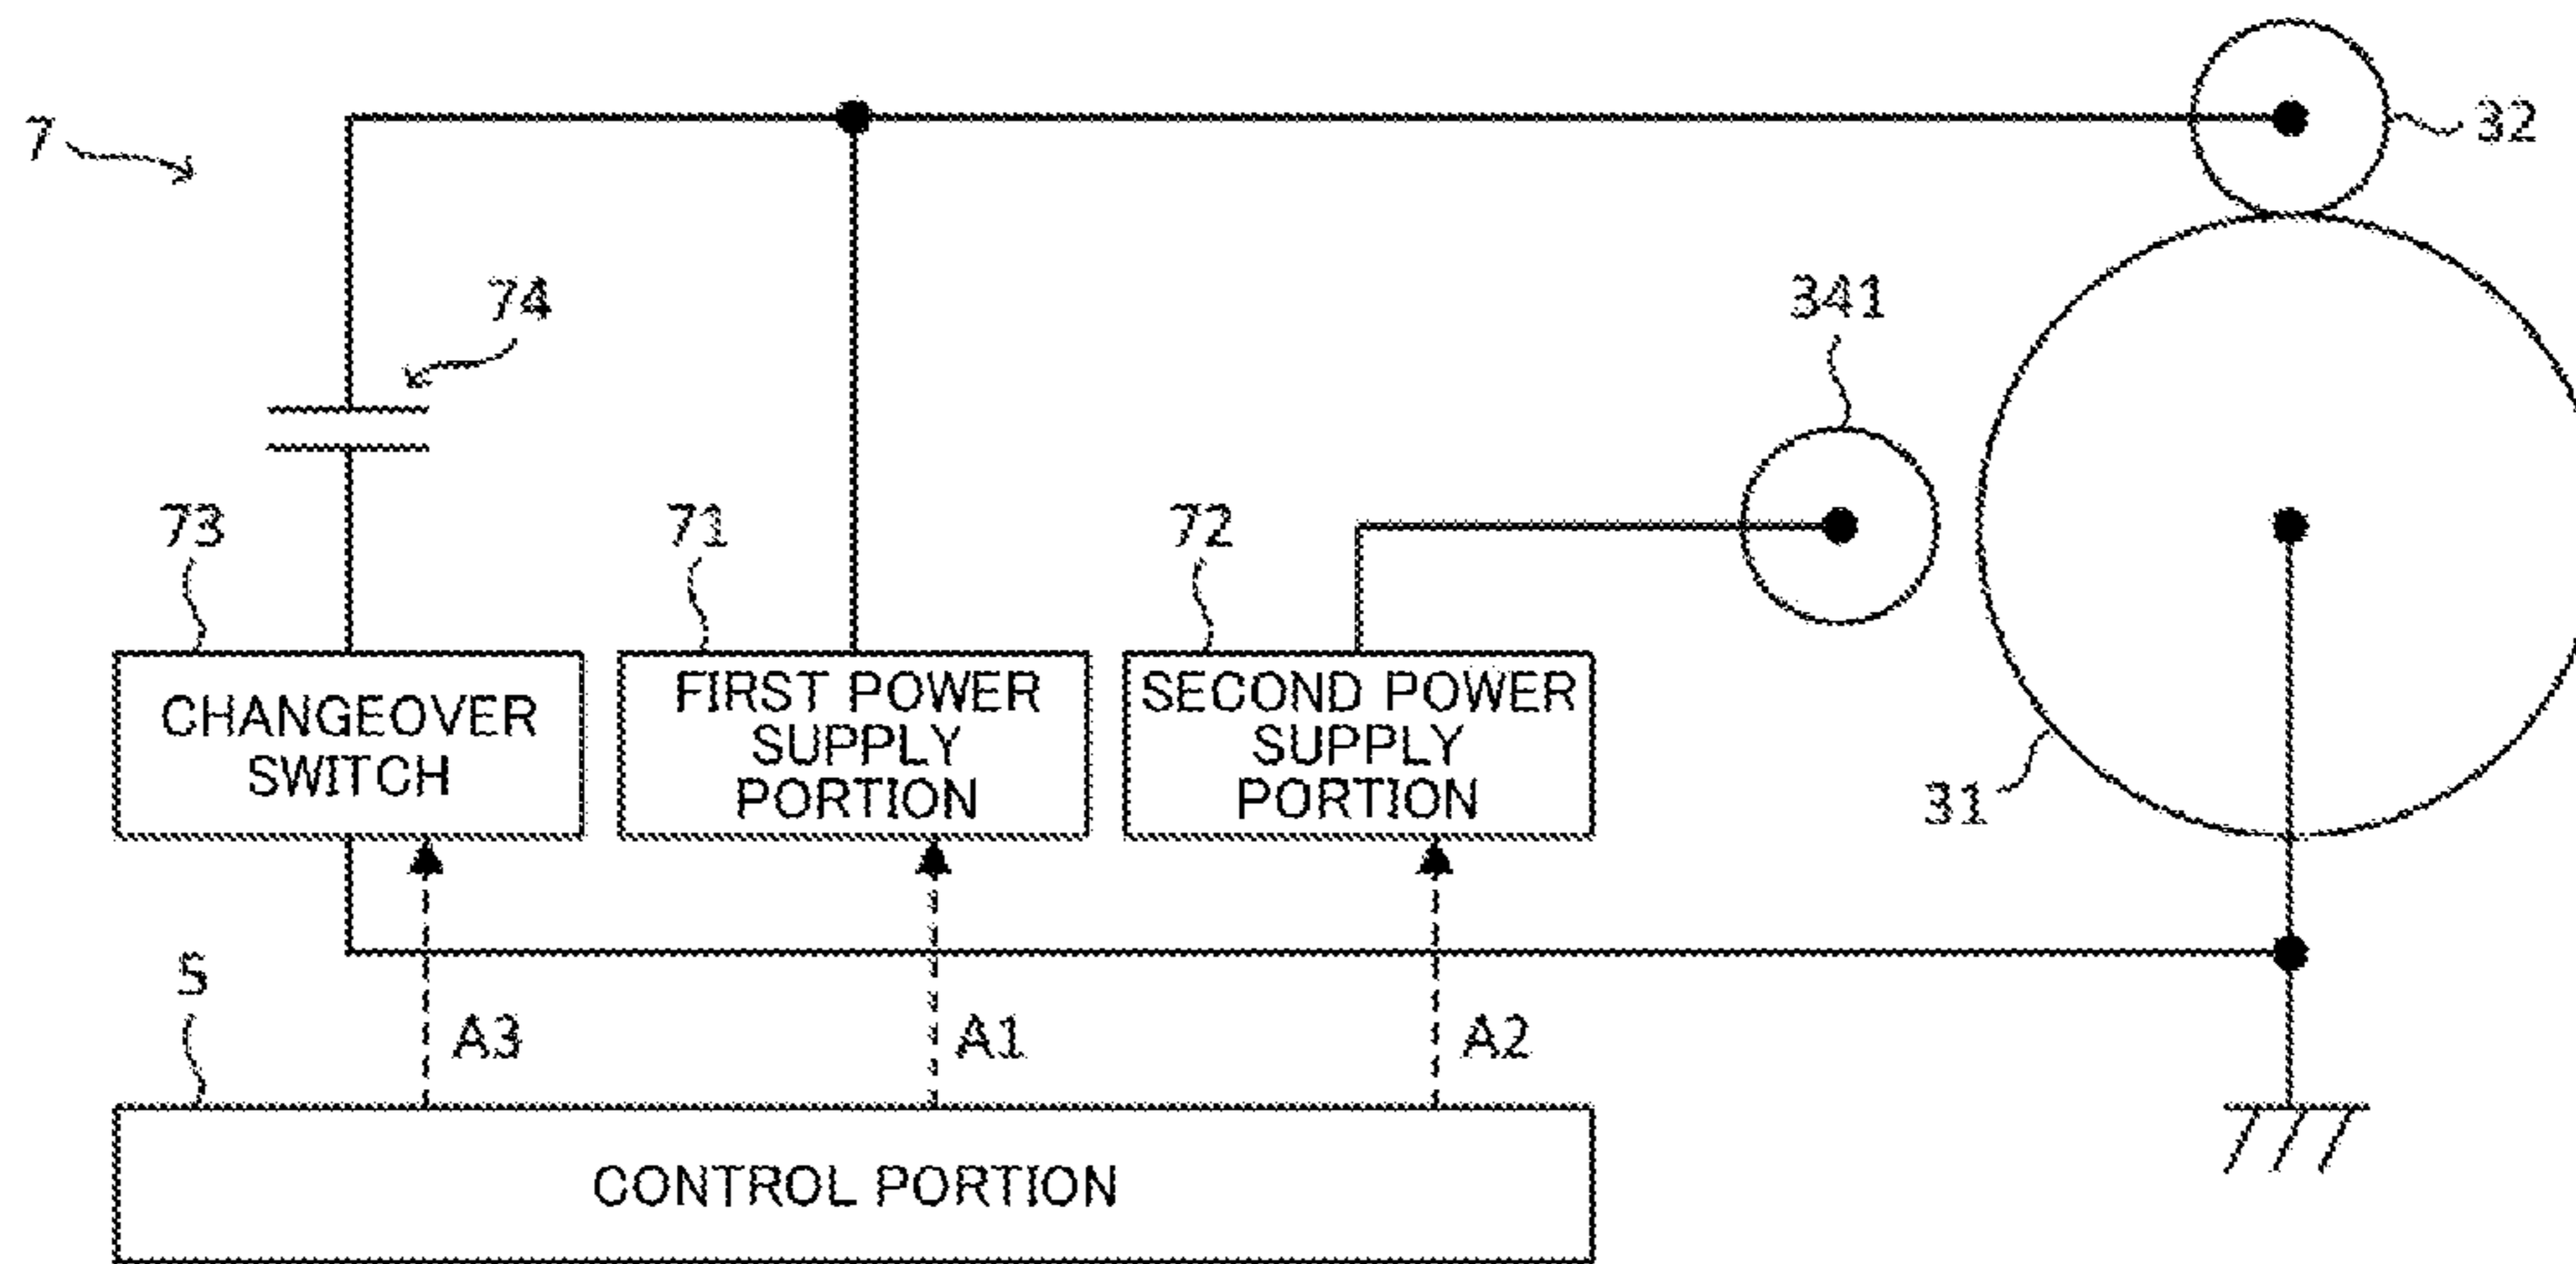 7
32
74
341
73
71
72
CHANGEOVER
SWITCH
FIRST POWER
SUPPLY
PORTION
SECOND POWER
SUPPLY
PORTION
31
5
A3
A1
A2
CONTROL PORTION